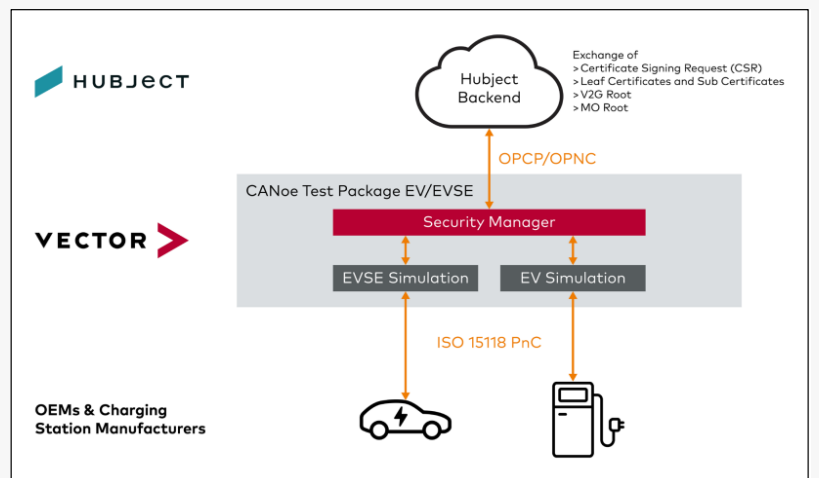 HUBJECT
Hubject
Backend
Exchange of
> Certificate Signing Request (CSR)
> Leaf Certificates and Sub Certificates
> V2G Root
> MO Root
OPCP/OPNC
CANoe Test Package EV/EVSE
VECTOR
Security Manager
EVSE Simulation
EV Simulation
ISO 15118 PnC
OEMs & Charging
Station Manufacturers